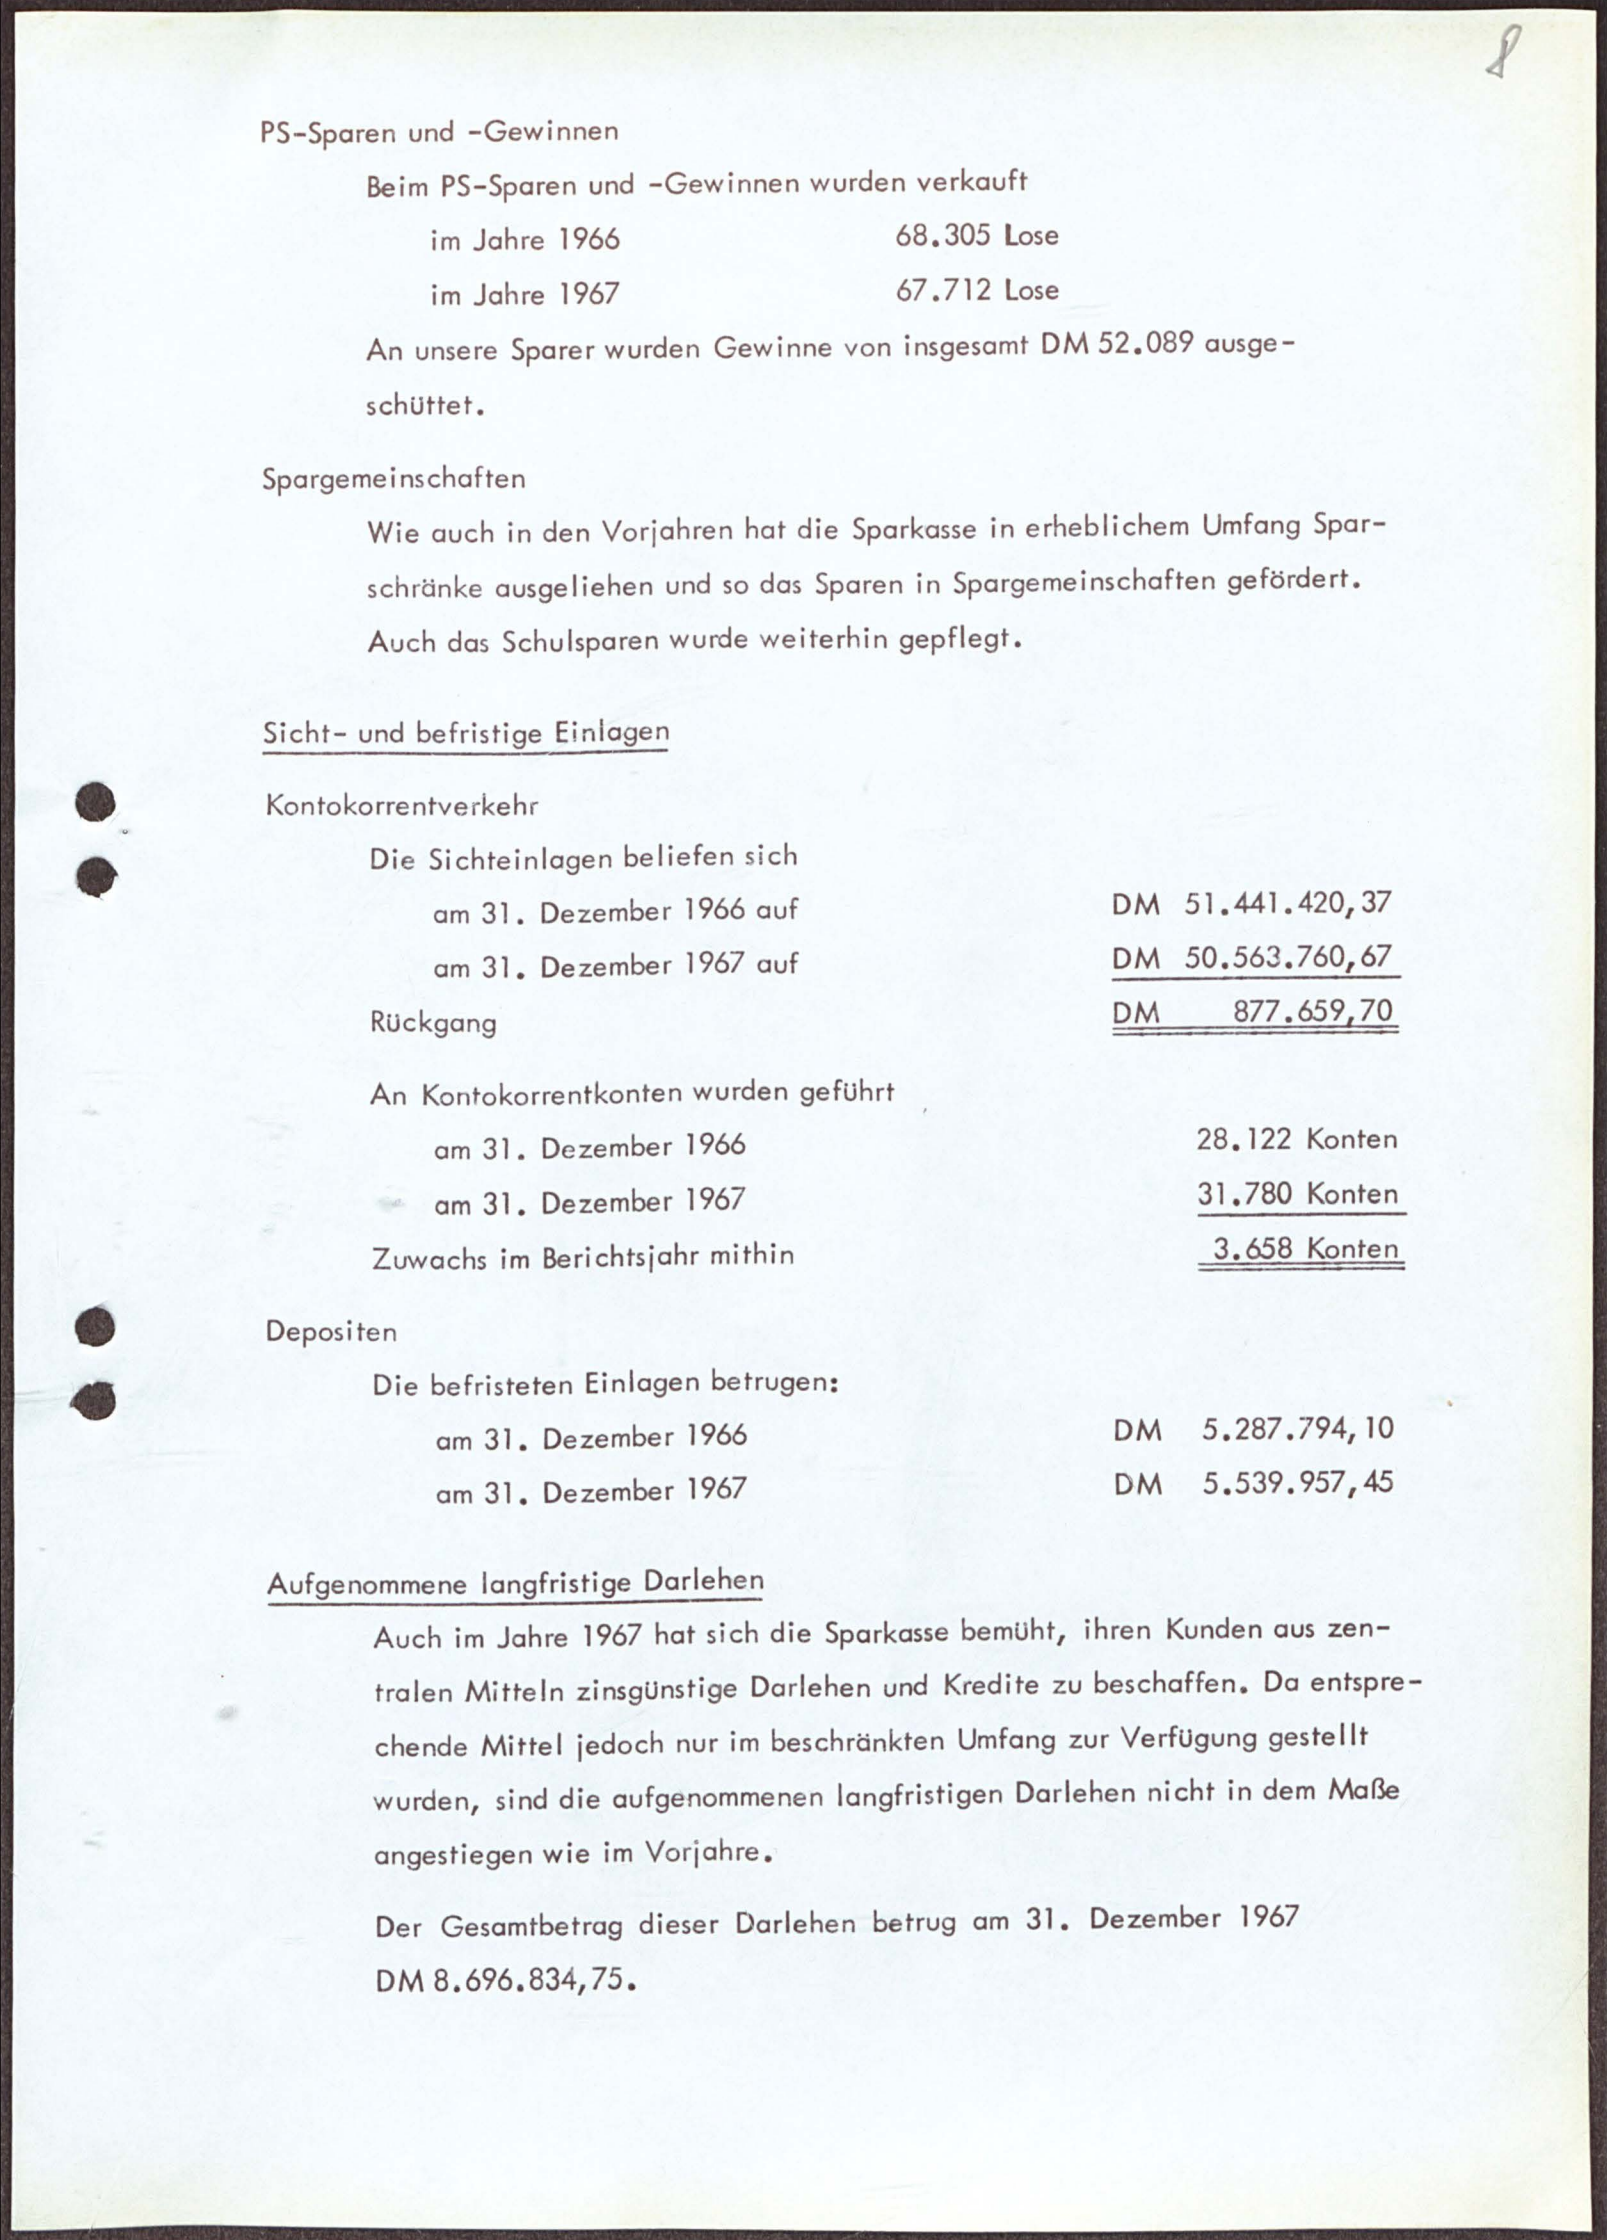 8
PS-Sparen und -Gewinnen
Beim PS-Sparen und -Gewinnen wurden verkauft
im Jahre 1966 68.305 Lose
im Jahre 1967 67.712 Lose
An unsere Sparer wurden Gewinne von insgesamt DM 52.089 ausge-
schüttet.
Spargemeinschaften
Wie auch in den Vorjahren hat die Sparkasse in erheblichem Umfang Spar-
schränke ausgeliehen und so das Sparen in Spargemeinschaften gefördert.
Auch das Schulsparen wurde weiterhin gepflegt.
Sicht- und befristige Einlagen
Kontokorrentverkehr
Die Sichteinlagen beliefen sich
am 31. Dezember 1966 auf DM 51.441.420,37
am 31. Dezember 1967 auf DM 50.563.760,67
Rückgang DM 877.659,70
An Kontokorrentkonten wurden geführt
am 31. Dezember 1966 28.122 Konten
am 31. Dezember 1967 31.780 Konten
Zuwachs im Berichtsjahr mithin 3.658 Konten
Depositen
Die befristeten Einlagen betrugen:
am 31. Dezember 1966 DM 5.287.794,10
am 31. Dezember 1967 DM 5.539.957,45
Aufgenommene langfristige Darlehen
Auch im Jahre 1967 hat sich die Sparkasse bemüht, ihren Kunden aus zen-
tralen Mitteln zinsgünstige Darlehen und Kredite zu beschaffen. Da entspre-
chende Mittel jedoch nur im beschränkten Umfang zur Verfügung gestellt
wurden, sind die aufgenommenen langfristigen Darlehen nicht in dem Maße
angestiegen wie im Vorjahre.
Der Gesamtbetrag dieser Darlehen betrug am 31. Dezember 1967
DM 8.696.834,75.